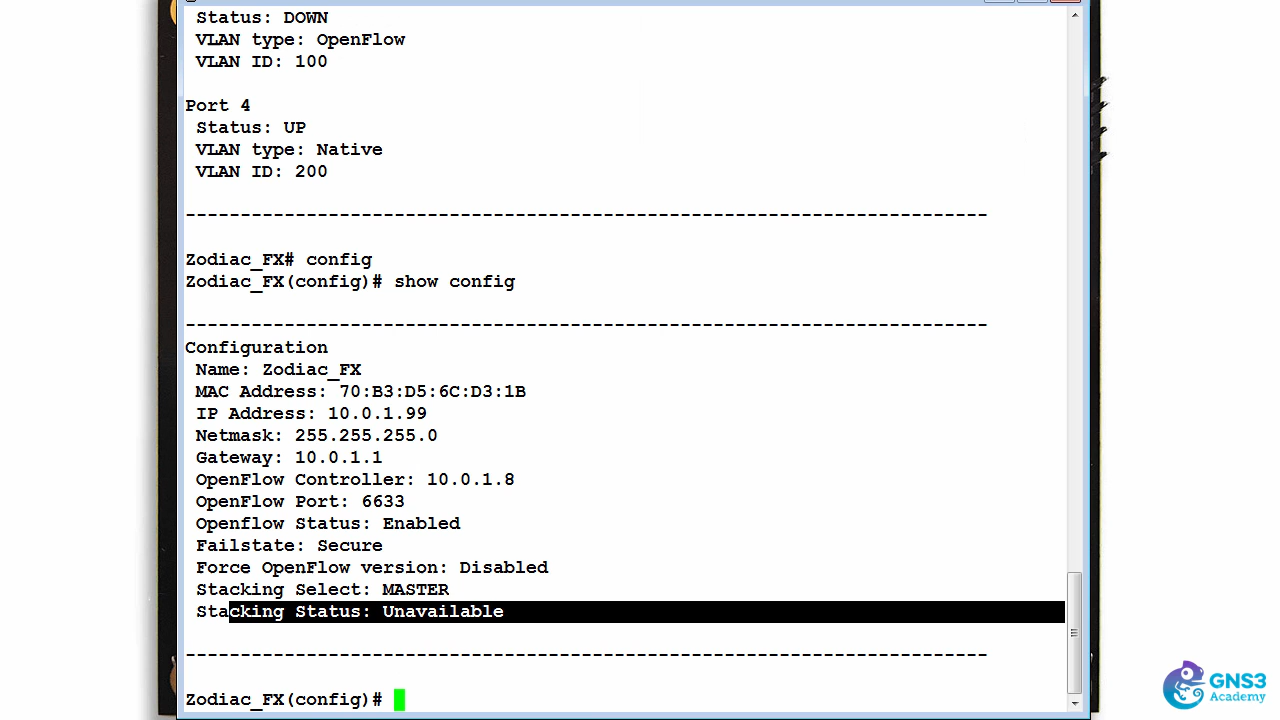 Status: DOWN
VLAN type: OpenFlow
VLAN ID: 100
Port 4
Status: UP
VLAN type: Native
VLAN ID: 200
-------------------------------------------------------------------------
Zodiac_FX# config
Zodiac_FX(config)# show config
-------------------------------------------------------------------------
Configuration
Name: Zodiac_FX
MAC Address: 70:B3:D5:6C:D3:1B
IP Address: 10.0.1.99
Netmask: 255.255.255.0
Gateway: 10.0.1.1
OpenFlow Controller: 10.0.1.8
OpenFlow Port: 6633
Openflow Status: Enabled
Failstate: Secure
Force OpenFlow version: Disabled
Stacking Select: MASTER
Stacking Status: Unavailable
-------------------------------------------------------------------------
Zodiac_FX(config)#
GNS3
Academy